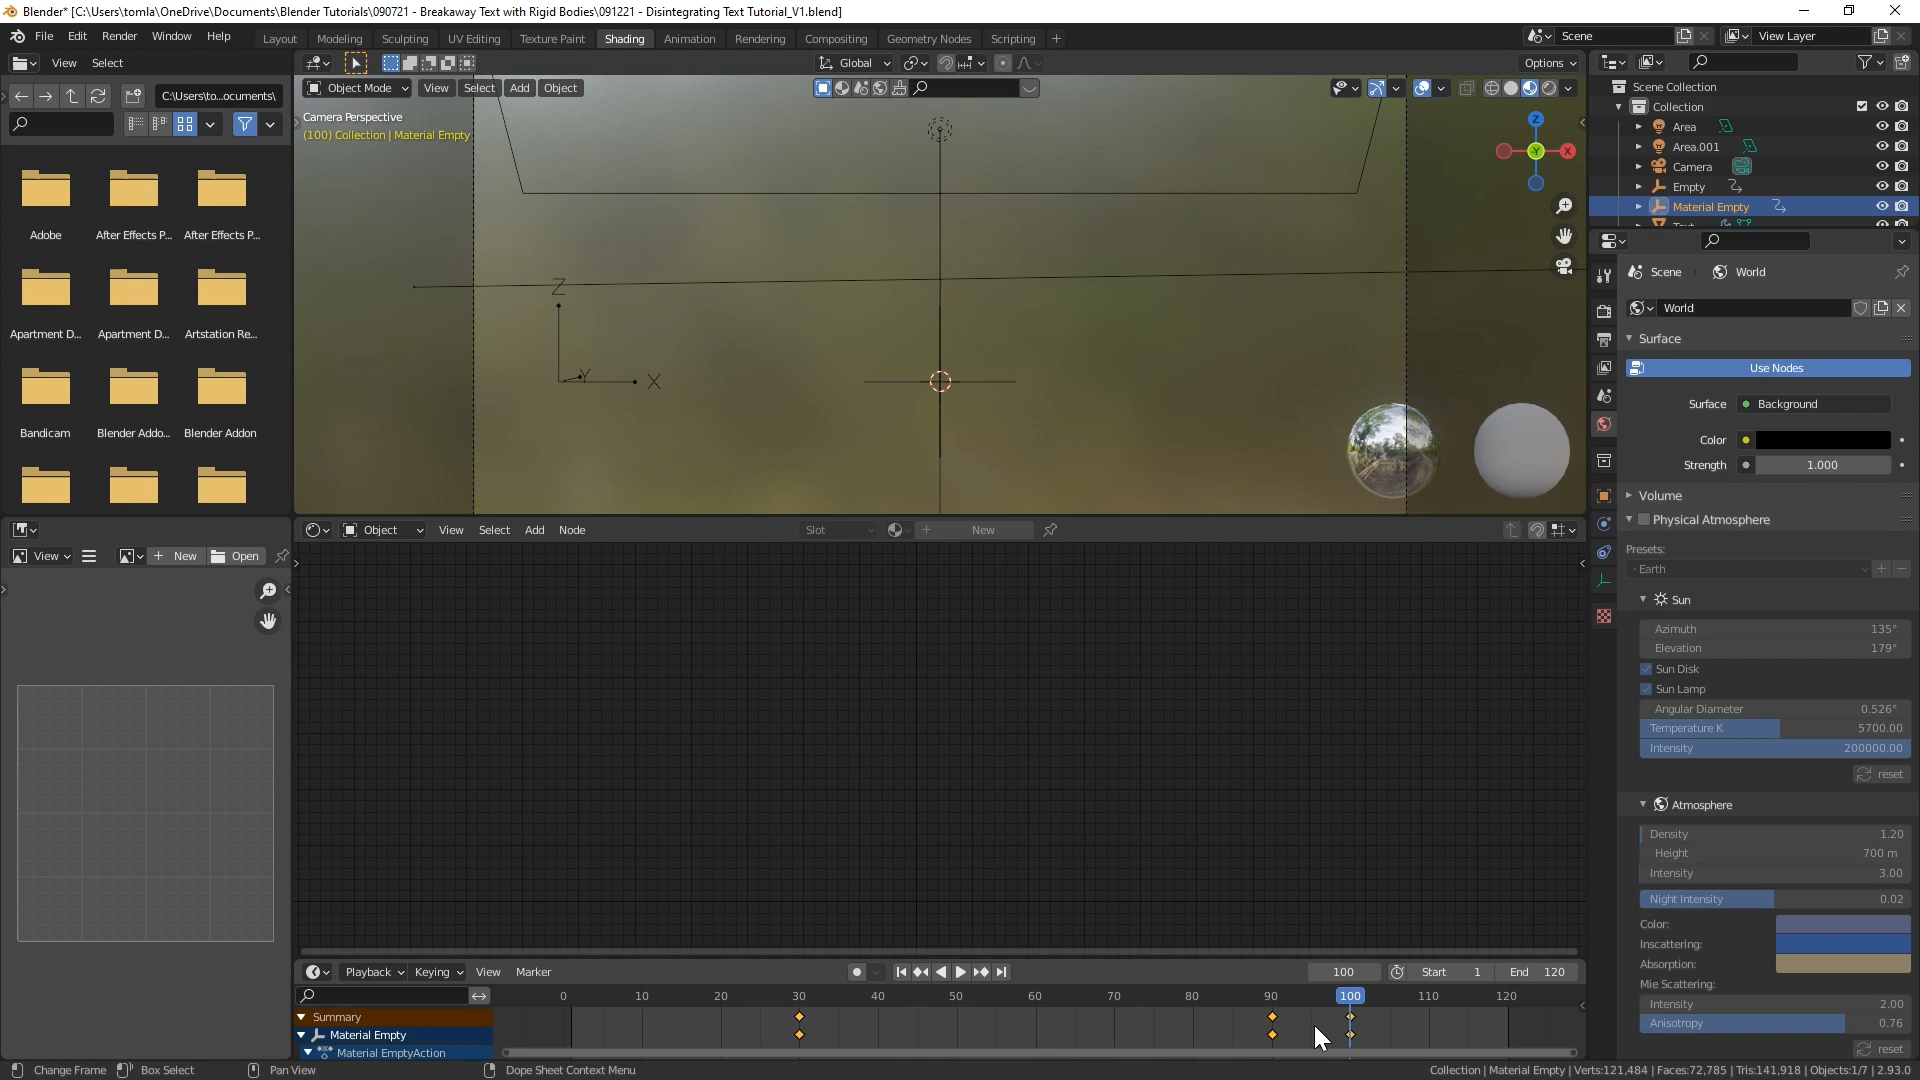 Blender* [C:\Users\tomla\OneDrive\Documents\Blender Tutorials\090721 - Breakaway Text with Rigid Bodies\091221 - Disintegrating Text Tutorial_V1.blend]
File Edit Render Window Help
Layout Modeling Sculpting UV Editing Texture Paint Shading Animation Rendering Compositing Geometry Nodes Scripting +
Scene View Layer
View Select
Global Options
C:\Users\to...ocuments\
Object Mode View Select Add Object
Camera Perspective
(100) Collection | Material Empty
Z
Y
X
Z
Y
X
Adobe After Effects P... After Effects P...
Apartment D... Apartment D... Artstation Re...
Bandicam Blender Addo... Blender Addon
Scene Collection
Collection
Area
Area.001
Camera
Empty
Material Empty
Scene World
World
Surface
Use Nodes
Surface Background
Color
Strength 1.000
Volume
Physical Atmosphere
Presets:
Earth
Sun
Azimuth 135°
Elevation 179°
Sun Disk
Sun Lamp
Angular Diameter 0.526°
Temperature K 5700.00
Intensity 200000.00
reset
Atmosphere
Density 1.20
Height 700 m
Intensity 3.00
Night Intensity 0.02
Color:
Inscattering:
Absorption:
Mie Scattering:
Intensity 2.00
Anisotropy 0.76
reset
View New Open
Object View Select Add Node Slot New
Playback Keying View Marker 100 Start 1 End 120
0 10 20 30 40 50 60 70 80 90 100 110 120
Summary
Material Empty
Material EmptyAction
Change Frame Box Select Pan View Dope Sheet Context Menu
Collection | Material Empty | Verts:121,484 | Faces:72,785 | Tris:141,918 | Objects:1/7 | 2.93.0